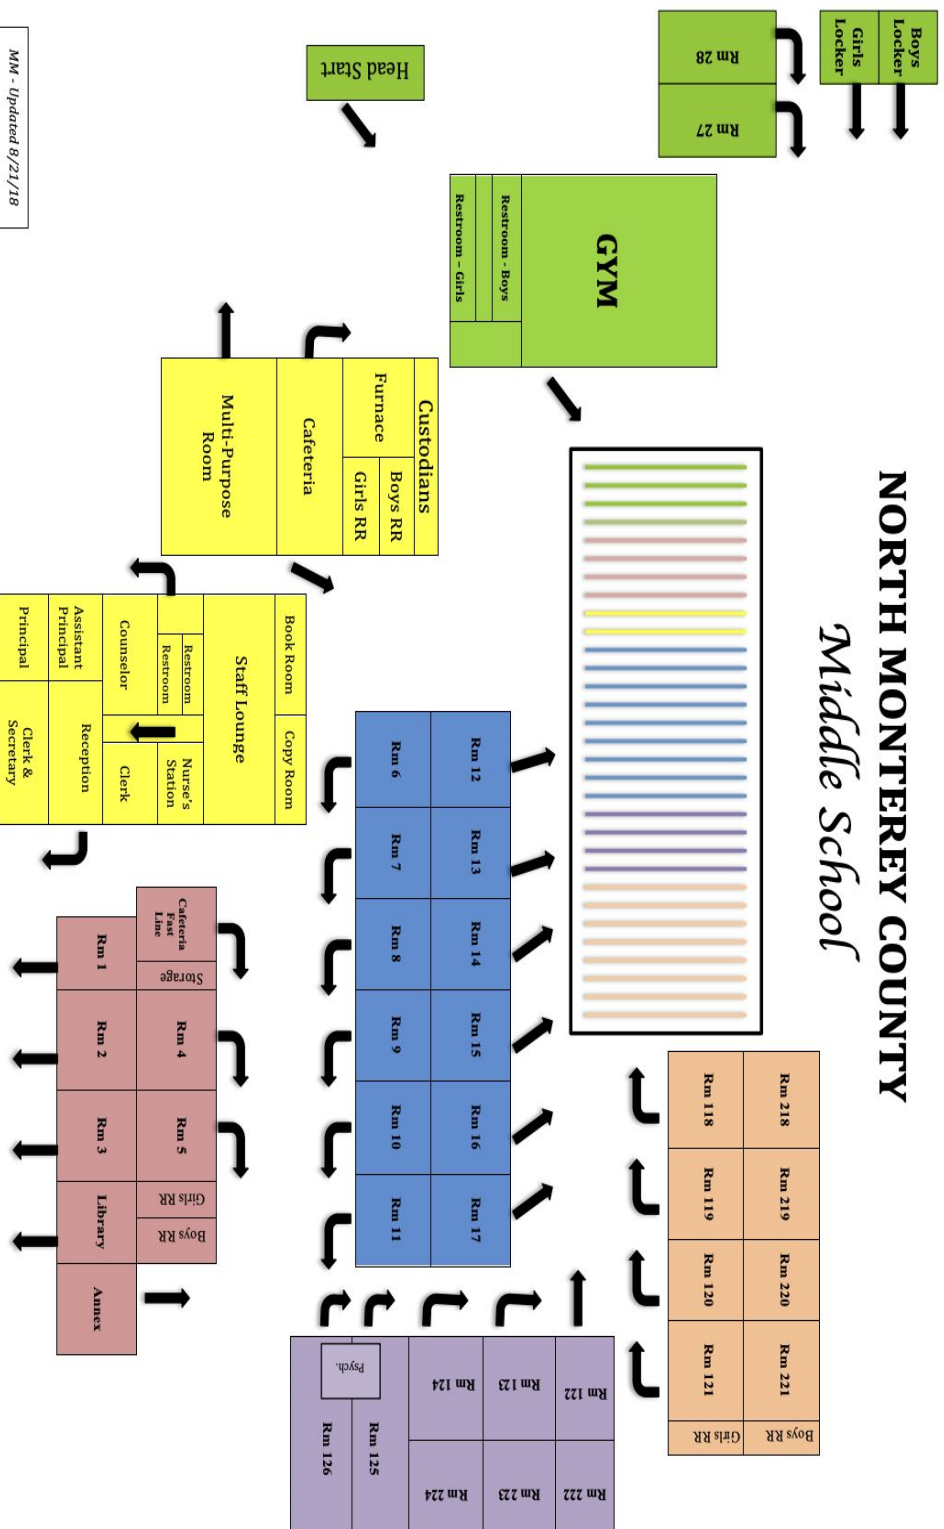 NORTH MONTEREY COUNTY
Middle School
Boys
Locker
Girls
Locker
Rm 28
Rm 27
Head Start
GYM
Restroom - Boys
Restroom – Girls
Custodians
Furnace
Boys RR
Girls RR
Cafeteria
Multi-Purpose
Room
Book Room
Copy Room
Staff Lounge
Restroom
Restroom
Nurse's
Station
Counselor
Clerk
Assistant
Principal
Reception
Principal
Clerk &
Secretary
Rm 12
Rm 13
Rm 14
Rm 15
Rm 16
Rm 17
Rm 6
Rm 7
Rm 8
Rm 9
Rm 10
Rm 11
Cafeteria
Fast
Line
Storage
Rm 4
Rm 5
Girls RR
Boys RR
Rm 1
Rm 2
Rm 3
Library
Annex
Rm 218
Rm 219
Rm 220
Rm 221
Boys RR
Rm 118
Rm 119
Rm 120
Rm 121
Girls RR
Rm 122
Rm 222
Rm 123
Rm 223
Rm 124
Rm 224
Psych.
Rm 125
Rm 126
MM - Updated 8/21/18